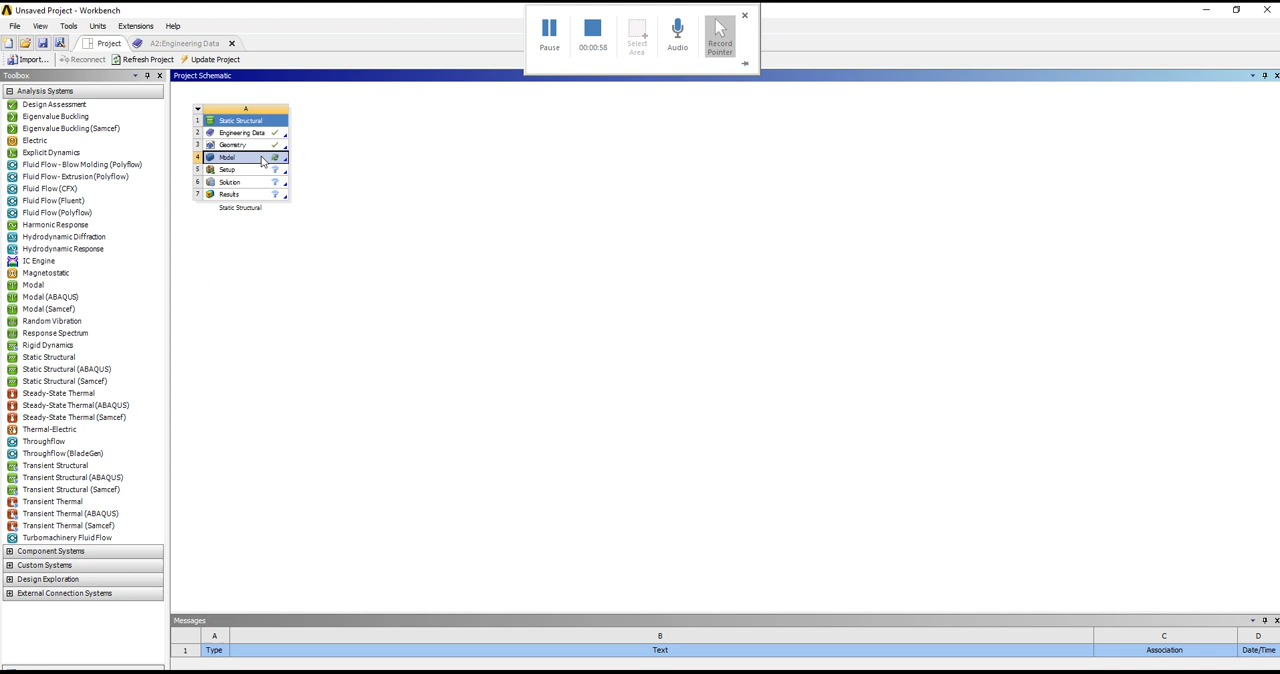 Unsaved Project - Workbench
File View Tools Units Extensions Help
Project A2:Engineering Data
Import... Reconnect Refresh Project Update Project
Pause 00:00:58 Select Area Audio Record Pointer
Toolbox
Project Schematic
Analysis Systems
Design Assessment
Eigenvalue Buckling
Eigenvalue Buckling (Samcef)
Electric
Explicit Dynamics
Fluid Flow - Blow Molding (Polyflow)
Fluid Flow - Extrusion (Polyflow)
Fluid Flow (CFX)
Fluid Flow (Fluent)
Fluid Flow (Polyflow)
Harmonic Response
Hydrodynamic Diffraction
Hydrodynamic Response
IC Engine
Magnetostatic
Modal
Modal (ABAQUS)
Modal (Samcef)
Random Vibration
Response Spectrum
Rigid Dynamics
Static Structural
Static Structural (ABAQUS)
Static Structural (Samcef)
Steady-State Thermal
Steady-State Thermal (ABAQUS)
Steady-State Thermal (Samcef)
Thermal-Electric
Throughflow
Throughflow (BladeGen)
Transient Structural
Transient Structural (ABAQUS)
Transient Structural (Samcef)
Transient Thermal
Transient Thermal (ABAQUS)
Transient Thermal (Samcef)
Turbomachinery Fluid Flow
Component Systems
Custom Systems
Design Exploration
External Connection Systems
A
1 Static Structural
2 Engineering Data
3 Geometry
4 Model
5 Setup
6 Solution
7 Results
Static Structural
Messages
A B C D
1 Type Text Association Date/Time